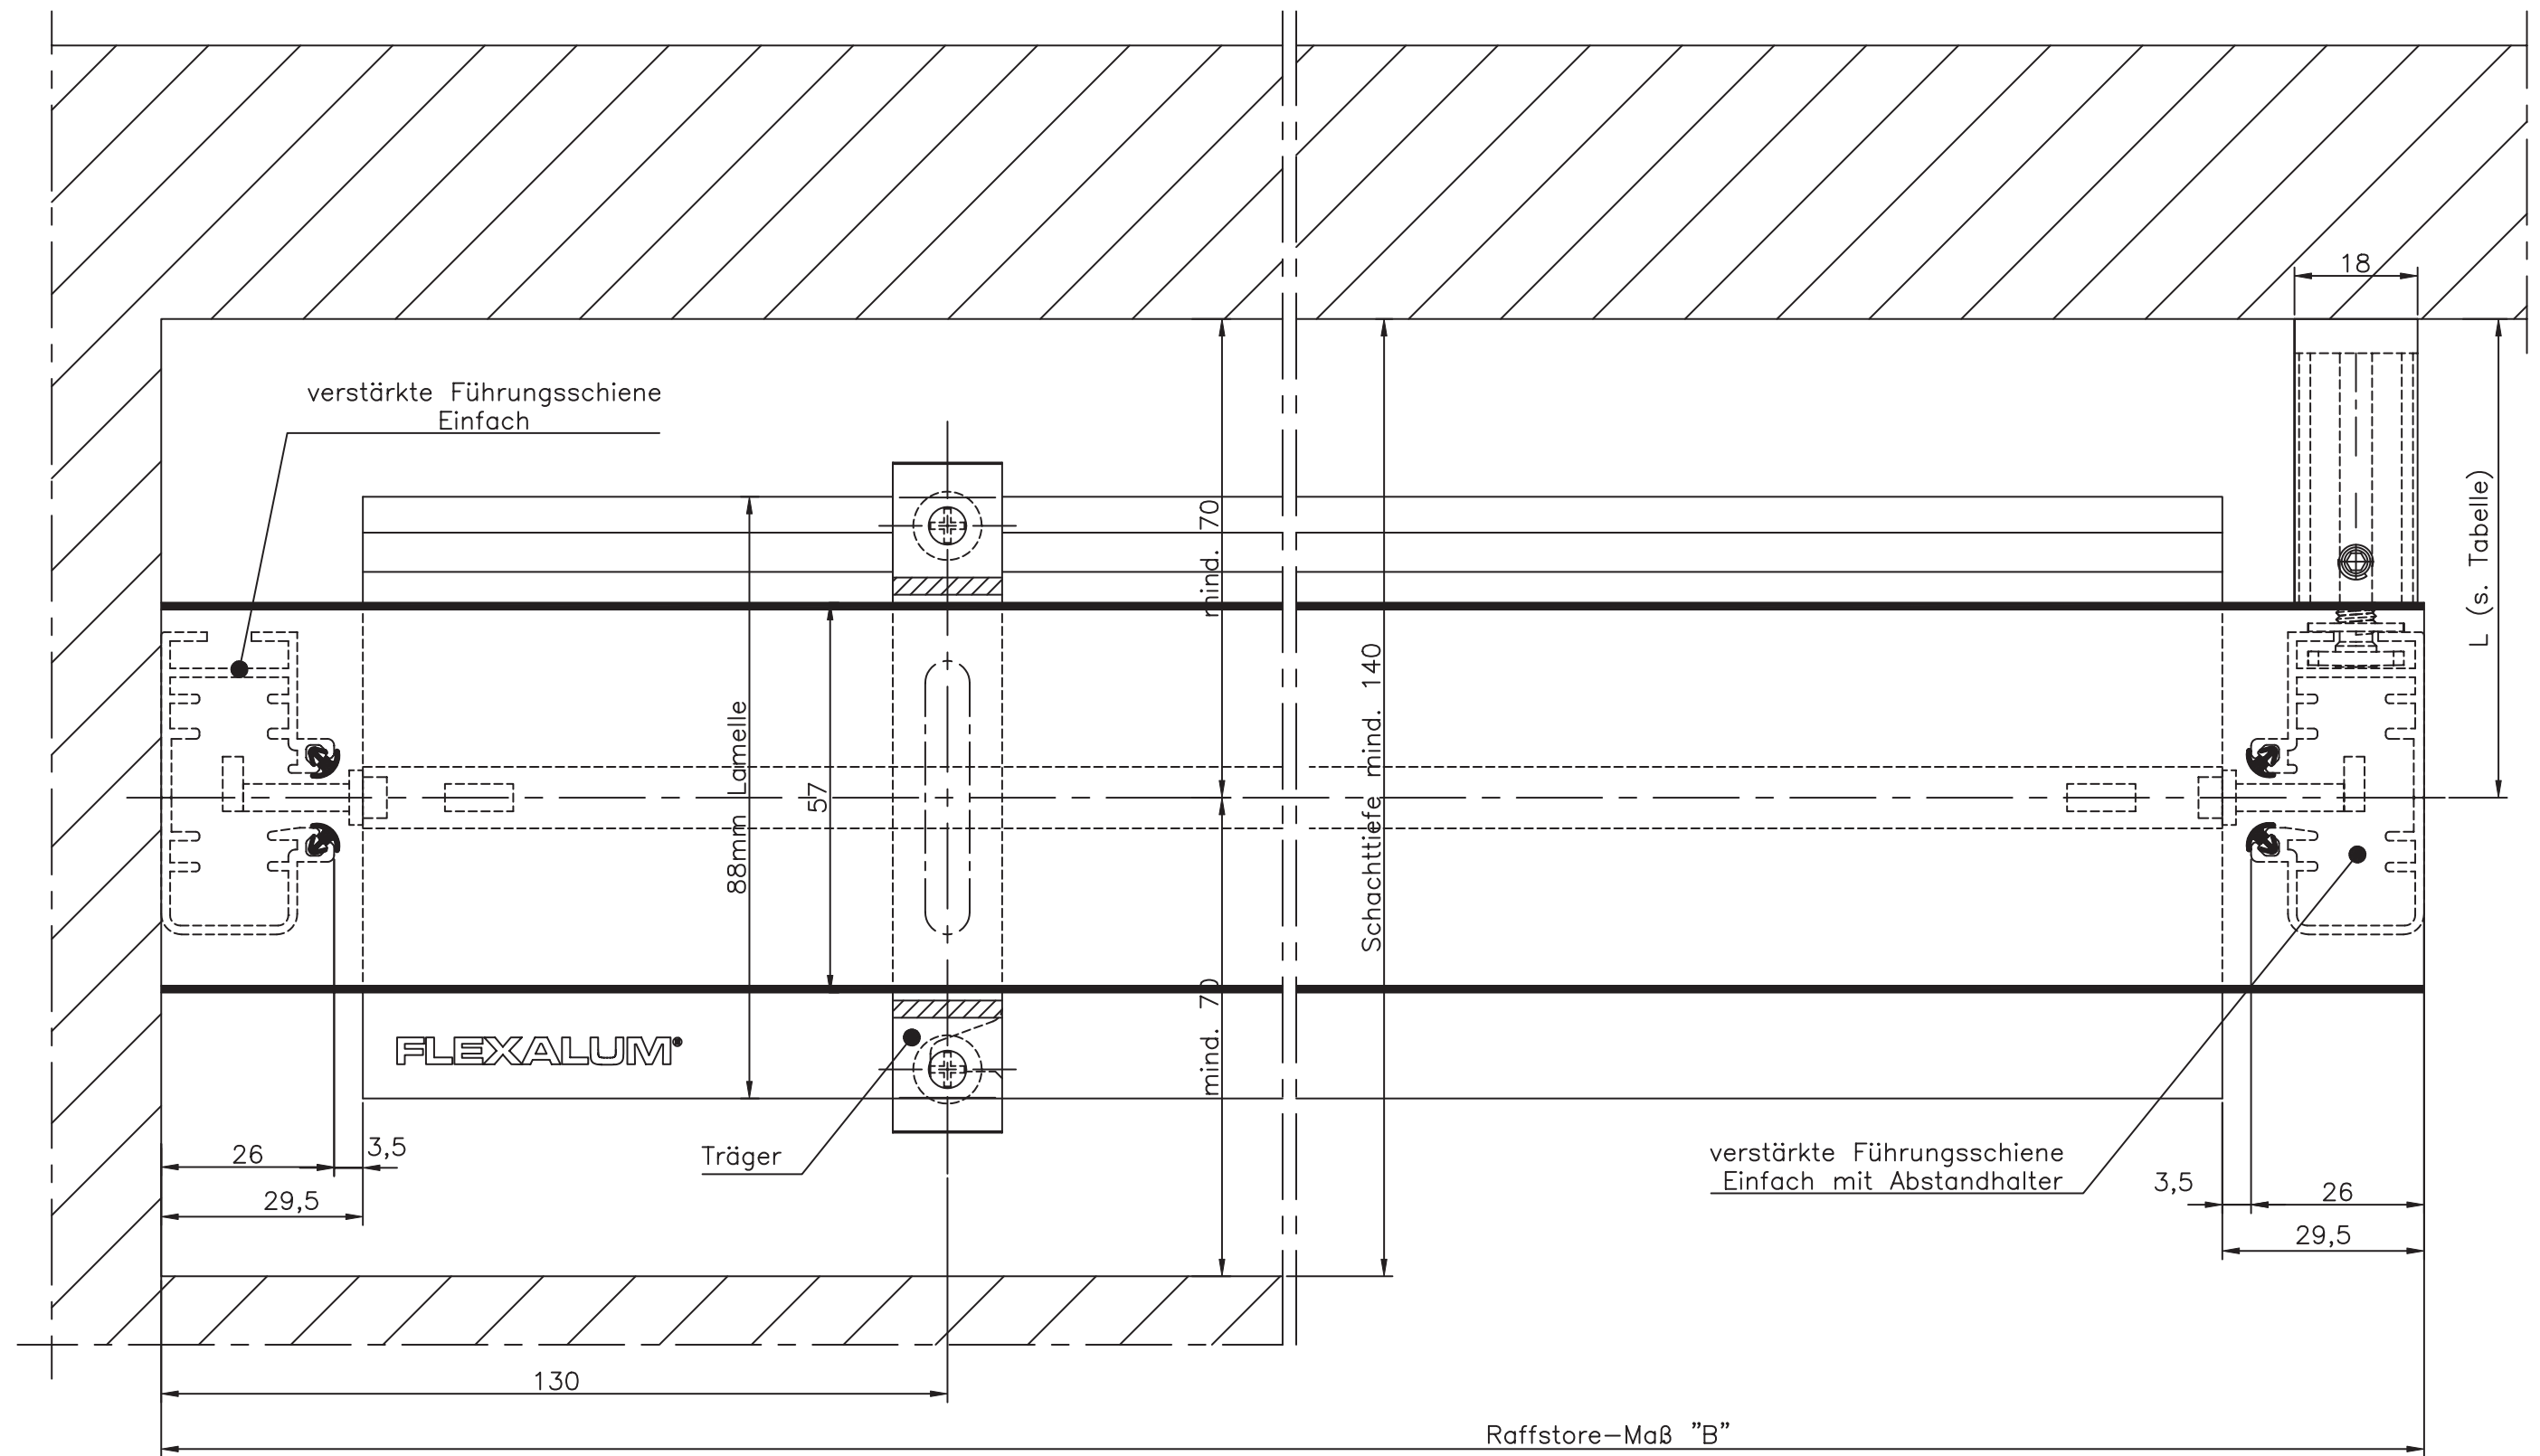 18
verstärkte Führungsschiene
Einfach
mind. 70
L (s. Tabelle)
88mm Lamelle
57
Schachttiefe mind. 140
mind. 70
FLEXALUM®
26
3,5
29,5
Träger
verstärkte Führungsschiene
Einfach mit Abstandhalter
3,5
26
29,5
130
Raffstore-Maß "B"